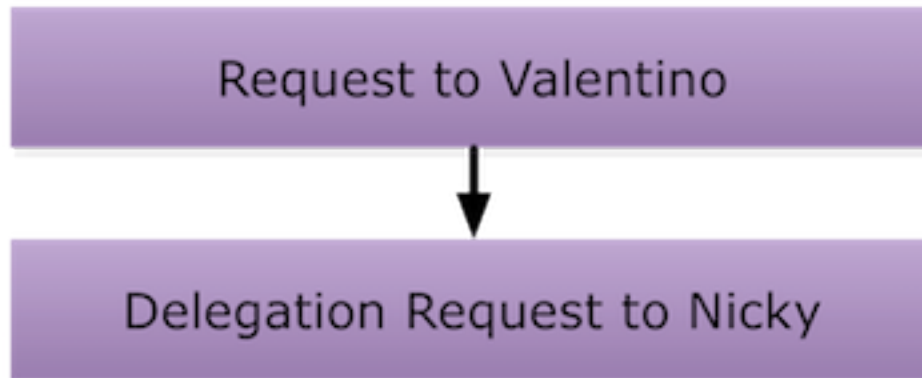 Request to Valentino
Delegation Request to Nicky